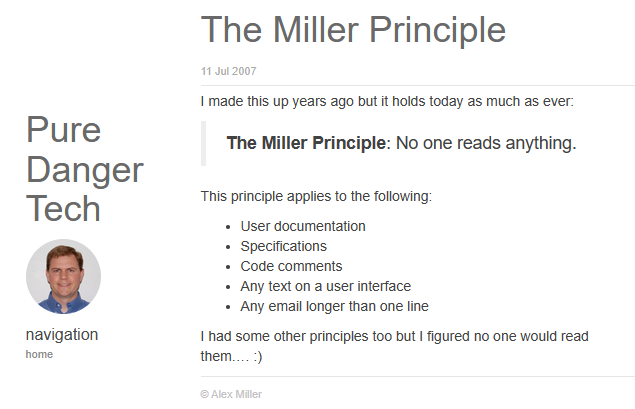 Pure
Danger
Tech
navigation
home
The Miller Principle
11 Jul 2007
I made this up years ago but it holds today as much as ever:
The Miller Principle: No one reads anything.
This principle applies to the following:
• User documentation
• Specifications
• Code comments
• Any text on a user interface
• Any email longer than one line
I had some other principles too but I figured no one would read
them…. :)
© Alex Miller